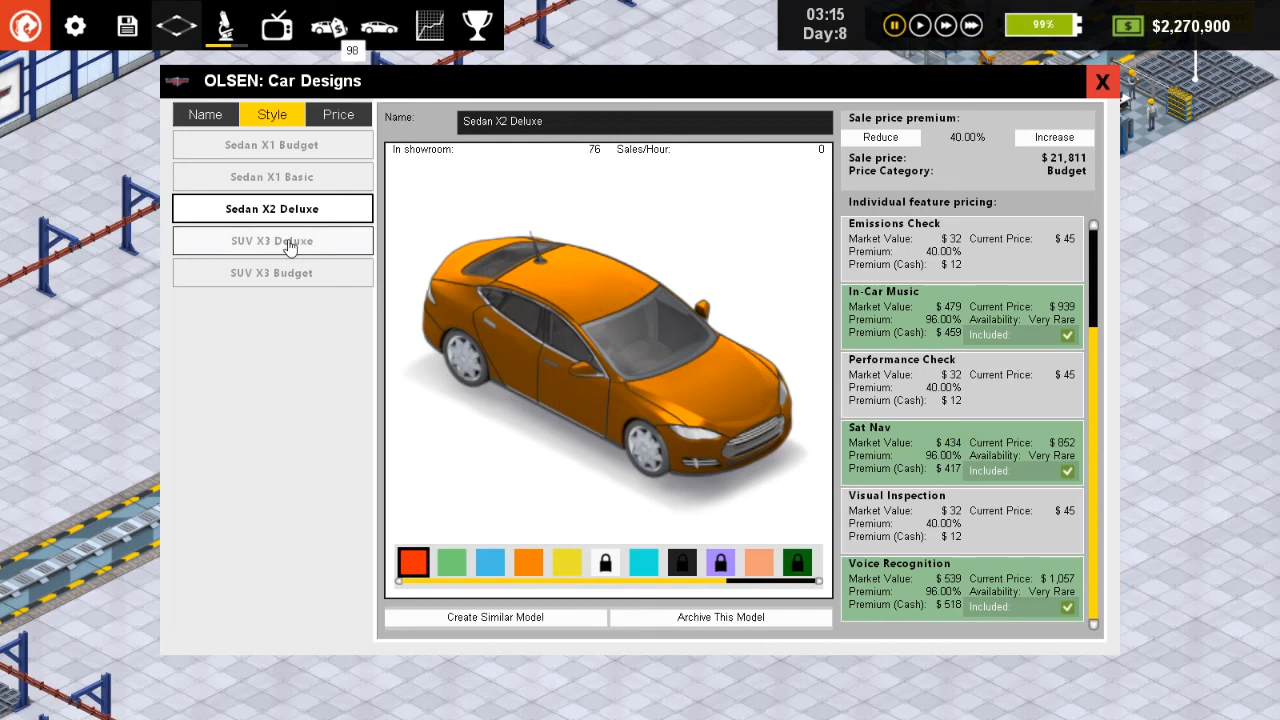 03:15
Day:8
99%
$2,270,900
98
OLSEN: Car Designs
X
Name Style Price
Sedan X1 Budget
Sedan X1 Basic
Sedan X2 Deluxe
SUV X3 Deluxe
SUV X3 Budget
Name: Sedan X2 Deluxe
In showroom: 76 Sales/Hour: 0
Create Similar Model Archive This Model
Sale price premium:
Reduce 40.00% Increase
Sale price: $ 21,811
Price Category: Budget
Individual feature pricing:
Emissions Check
Market Value: $ 32 Current Price: $ 45
Premium: 40.00%
Premium (Cash): $ 12
In-Car Music
Market Value: $ 479 Current Price: $ 939
Premium: 96.00% Availability: Very Rare
Premium (Cash): $ 459 Included:
Performance Check
Market Value: $ 32 Current Price: $ 45
Premium: 40.00%
Premium (Cash): $ 12
Sat Nav
Market Value: $ 434 Current Price: $ 852
Premium: 96.00% Availability: Very Rare
Premium (Cash): $ 417 Included:
Visual Inspection
Market Value: $ 32 Current Price: $ 45
Premium: 40.00%
Premium (Cash): $ 12
Voice Recognition
Market Value: $ 539 Current Price: $ 1,057
Premium: 96.00% Availability: Very Rare
Premium (Cash): $ 518 Included: